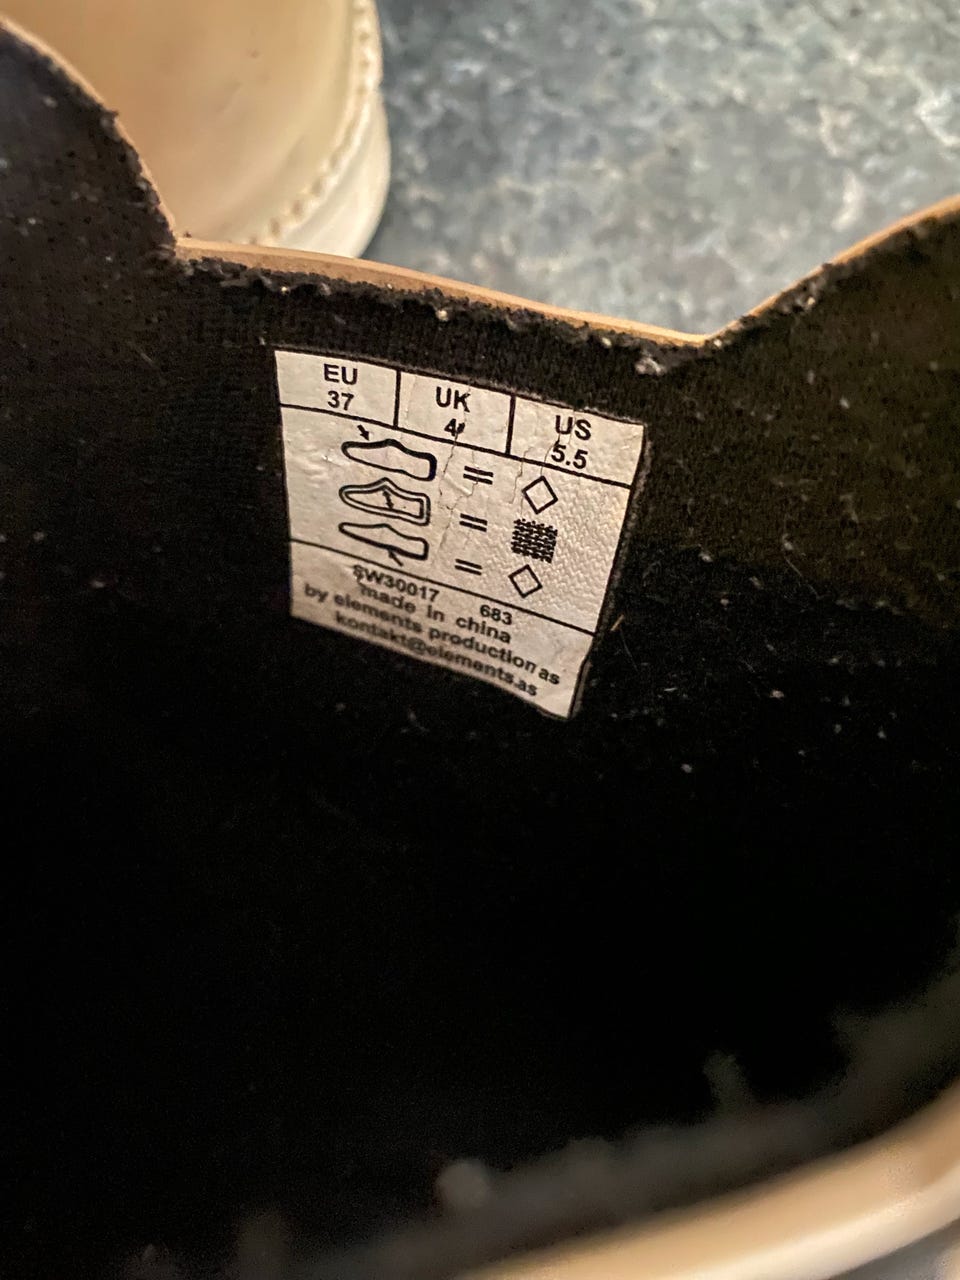 EU UK US
37 4 5.5
= 
=
=
SW30017 683
made in china
by elements production as
kontakt@elements.as